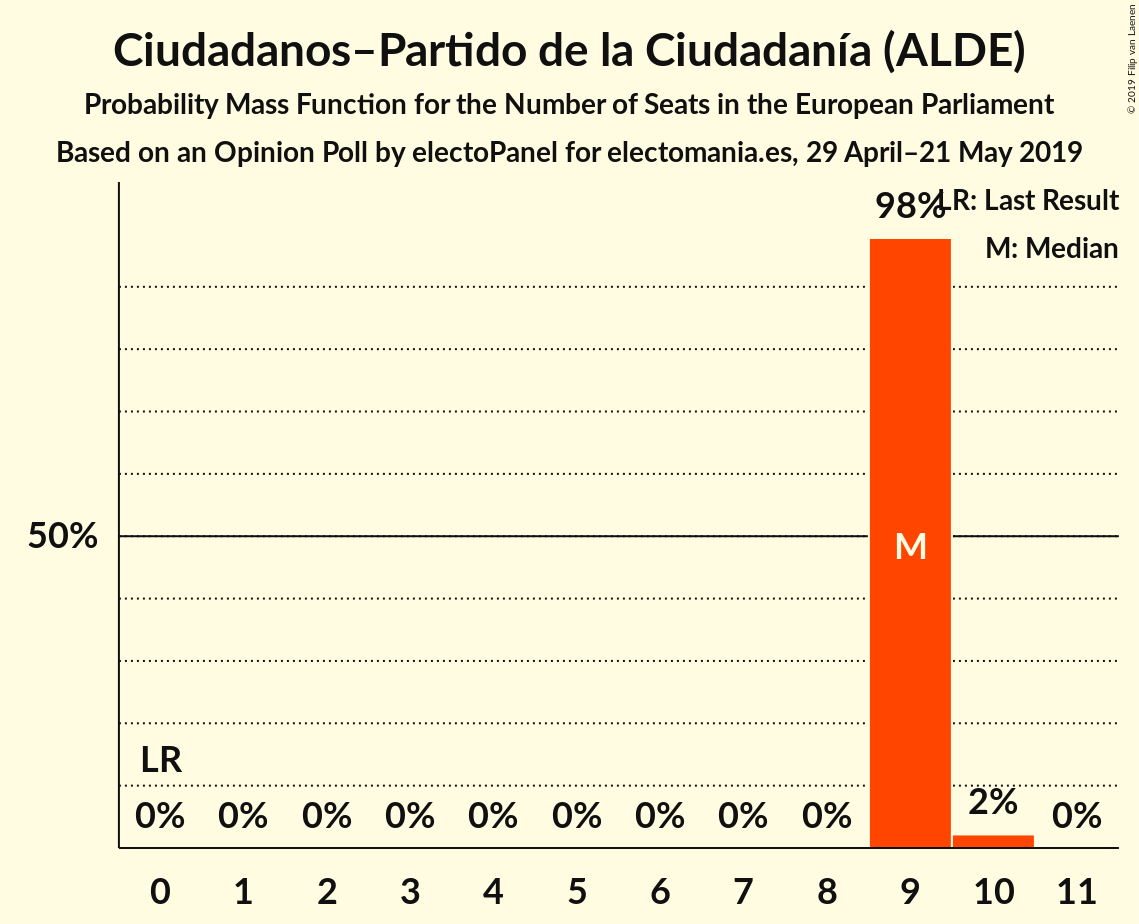 Ciudadanos–Partido de la Ciudadanía (ALDE)
Probability Mass Function for the Number of Seats in the European Parliament
Based on an Opinion Poll by electoPanel for electomania.es, 29 April–21 May 2019
© 2019 Filip van Laenen
98%
LR: Last Result
M: Median
50%
M
LR
0% 0% 0% 0% 0% 0% 0% 0% 0% 2% 0%
0 1 2 3 4 5 6 7 8 9 10 11